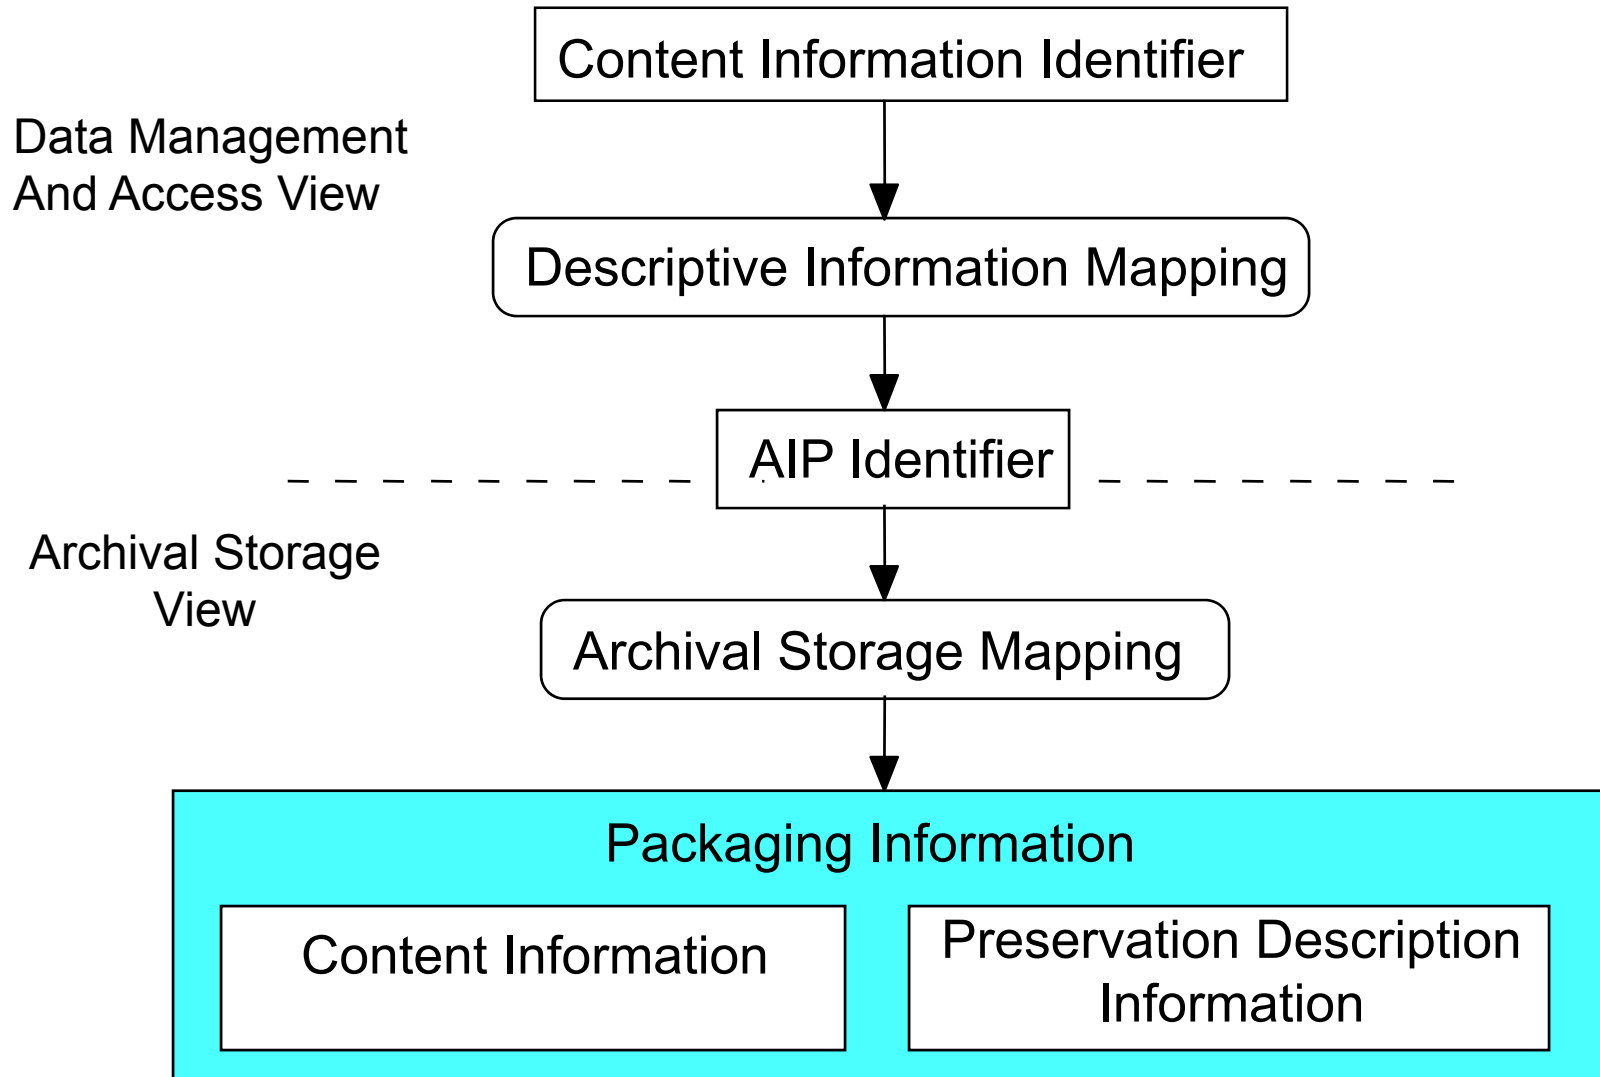 Content Information Identifier
Data Management
And Access View
Descriptive Information Mapping
AIP Identifier
Archival Storage
View
Archival Storage Mapping
Packaging Information
Content Information
Preservation Description
Information